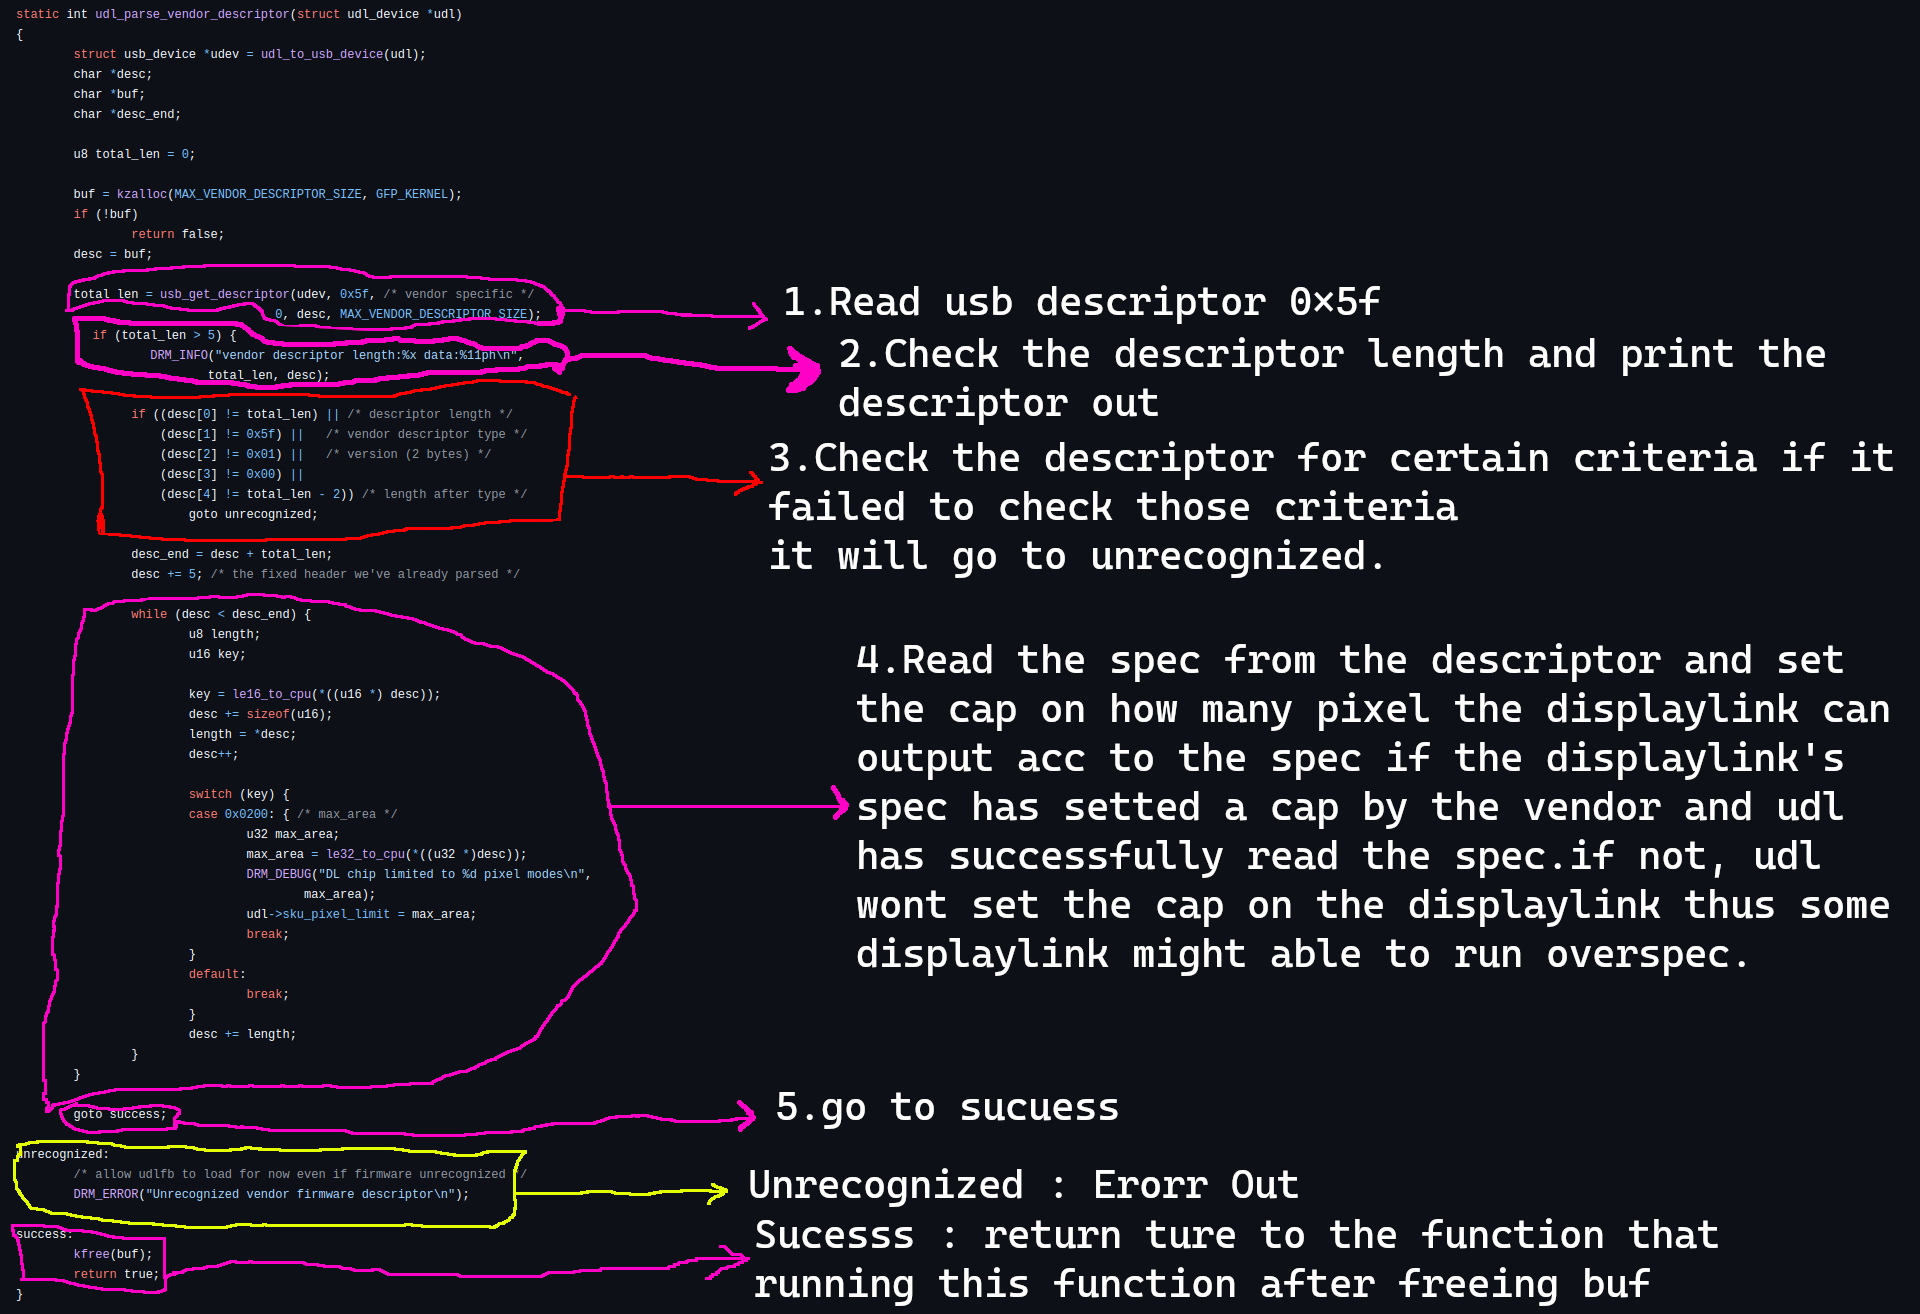 static int udl_parse_vendor_descriptor(struct udl_device *udl)
{
struct usb_device *udev = udl_to_usb_device(udl);
char *desc;
char *buf;
char *desc_end;
u8 total_len = 0;
buf = kzalloc(MAX_VENDOR_DESCRIPTOR_SIZE, GFP_KERNEL);
if (!buf)
return false;
desc = buf;
total_len = usb_get_descriptor(udev, 0x5f, /* vendor specific */
0, desc, MAX_VENDOR_DESCRIPTOR_SIZE);
if (total_len > 5) {
DRM_INFO("vendor descriptor length:%x data:%11ph\n",
total_len, desc);
if ((desc[0] != total_len) || /* descriptor length */
(desc[1] != 0x5f) || /* vendor descriptor type */
(desc[2] != 0x01) || /* version (2 bytes) */
(desc[3] != 0x00) ||
(desc[4] != total_len - 2)) /* length after type */
goto unrecognized;
desc_end = desc + total_len;
desc += 5; /* the fixed header we've already parsed */
while (desc < desc_end) {
u8 length;
u16 key;
key = le16_to_cpu(*((u16 *) desc));
desc += sizeof(u16);
length = *desc;
desc++;
switch (key) {
case 0x0200: { /* max_area */
u32 max_area;
max_area = le32_to_cpu(*((u32 *)desc));
DRM_DEBUG("DL chip limited to %d pixel modes\n",
max_area);
udl->sku_pixel_limit = max_area;
break;
}
default:
break;
}
desc += length;
}
}
goto success;
unrecognized:
/* allow udlfb to load for now even if firmware unrecognized */
DRM_ERROR("Unrecognized vendor firmware descriptor\n");
success:
kfree(buf);
return true;
}
1.Read usb descriptor 0×5f
2.Check the descriptor length and print the
descriptor out
3.Check the descriptor for certain criteria if it
failed to check those criteria
it will go to unrecognized.
4.Read the spec from the descriptor and set
the cap on how many pixel the displaylink can
output acc to the spec if the displaylink's
spec has setted a cap by the vendor and udl
has successfully read the spec.if not, udl
wont set the cap on the displaylink thus some
displaylink might able to run overspec.
5.go to sucuess
Unrecognized : Erorr Out
Sucesss : return ture to the function that
running this function after freeing buf